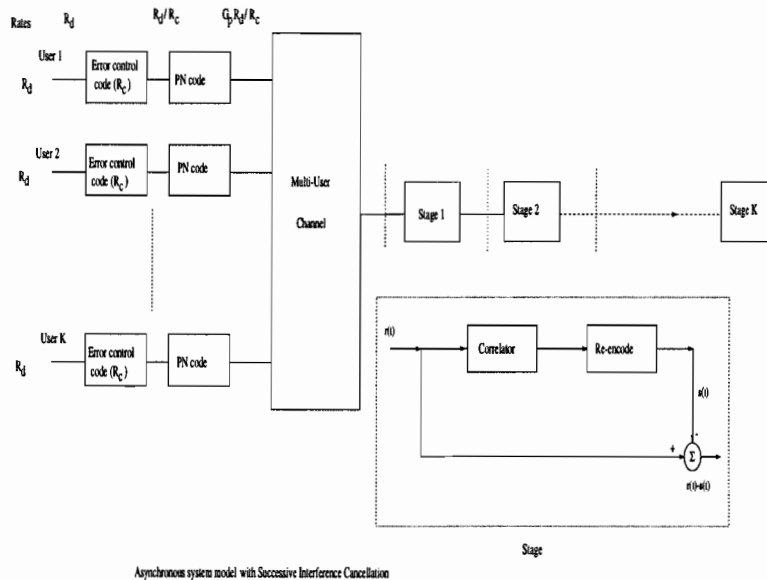 Rates R_d R_d/R_c G_p R_d/R_c
User 1
R_d
Error control
code (R_c)
PN code
User 2
R_d
Error control
code (R_c)
PN code
Multi-User
Channel
Stage 1
Stage 2
Stage K
User K
R_d
Error control
code (R_c)
PN code
r(t)
Correlator
Re-encode
s(t)
-
+
Σ
r(t)-s(t)
Stage
Asynchronous system model with Successive Interference Cancellation